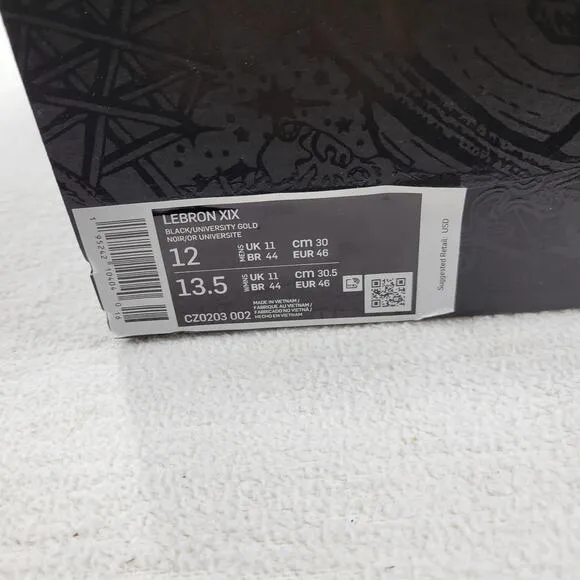 LEBRON XIX
BLACK/UNIVERSITY GOLD
NOIR/OR UNIVERSITE
12 MENS UK 11 CM 30
BR 44 EUR 46
13.5 WMNS UK 11 CM 30.5
BR 44 EUR 46
CZ0203 002
MADE IN VIETNAM /
FABRIQUE AU VIETNAM /
FABRICADO NO VIETNÃ /
HECHO EN VIETNAM
Suggested Retail: USD